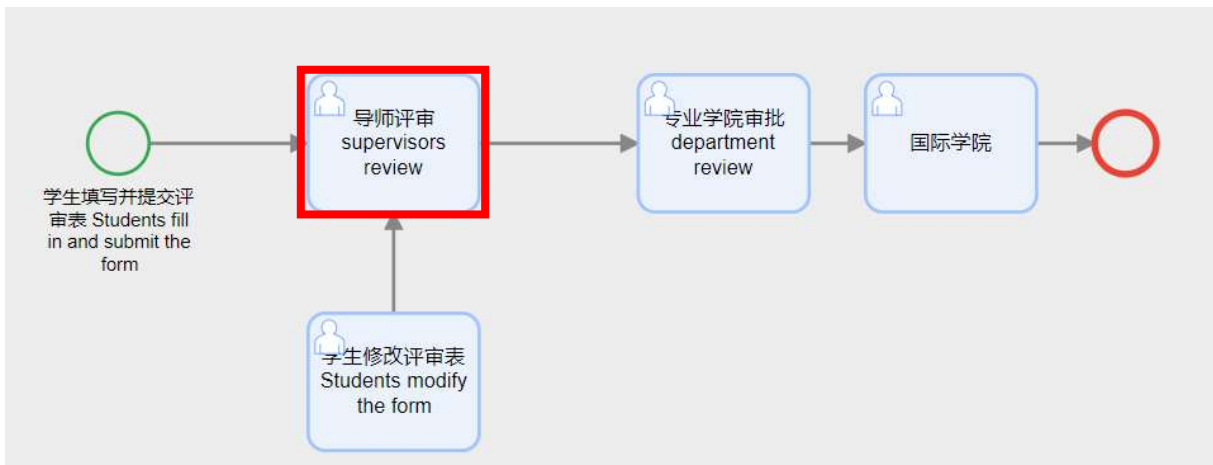 学生填写并提交评
审表 Students fill
in and submit the
form
导师评审
supervisors
review
专业学院审批
department
review
国际学院
学生修改评审表
Students modify
the form